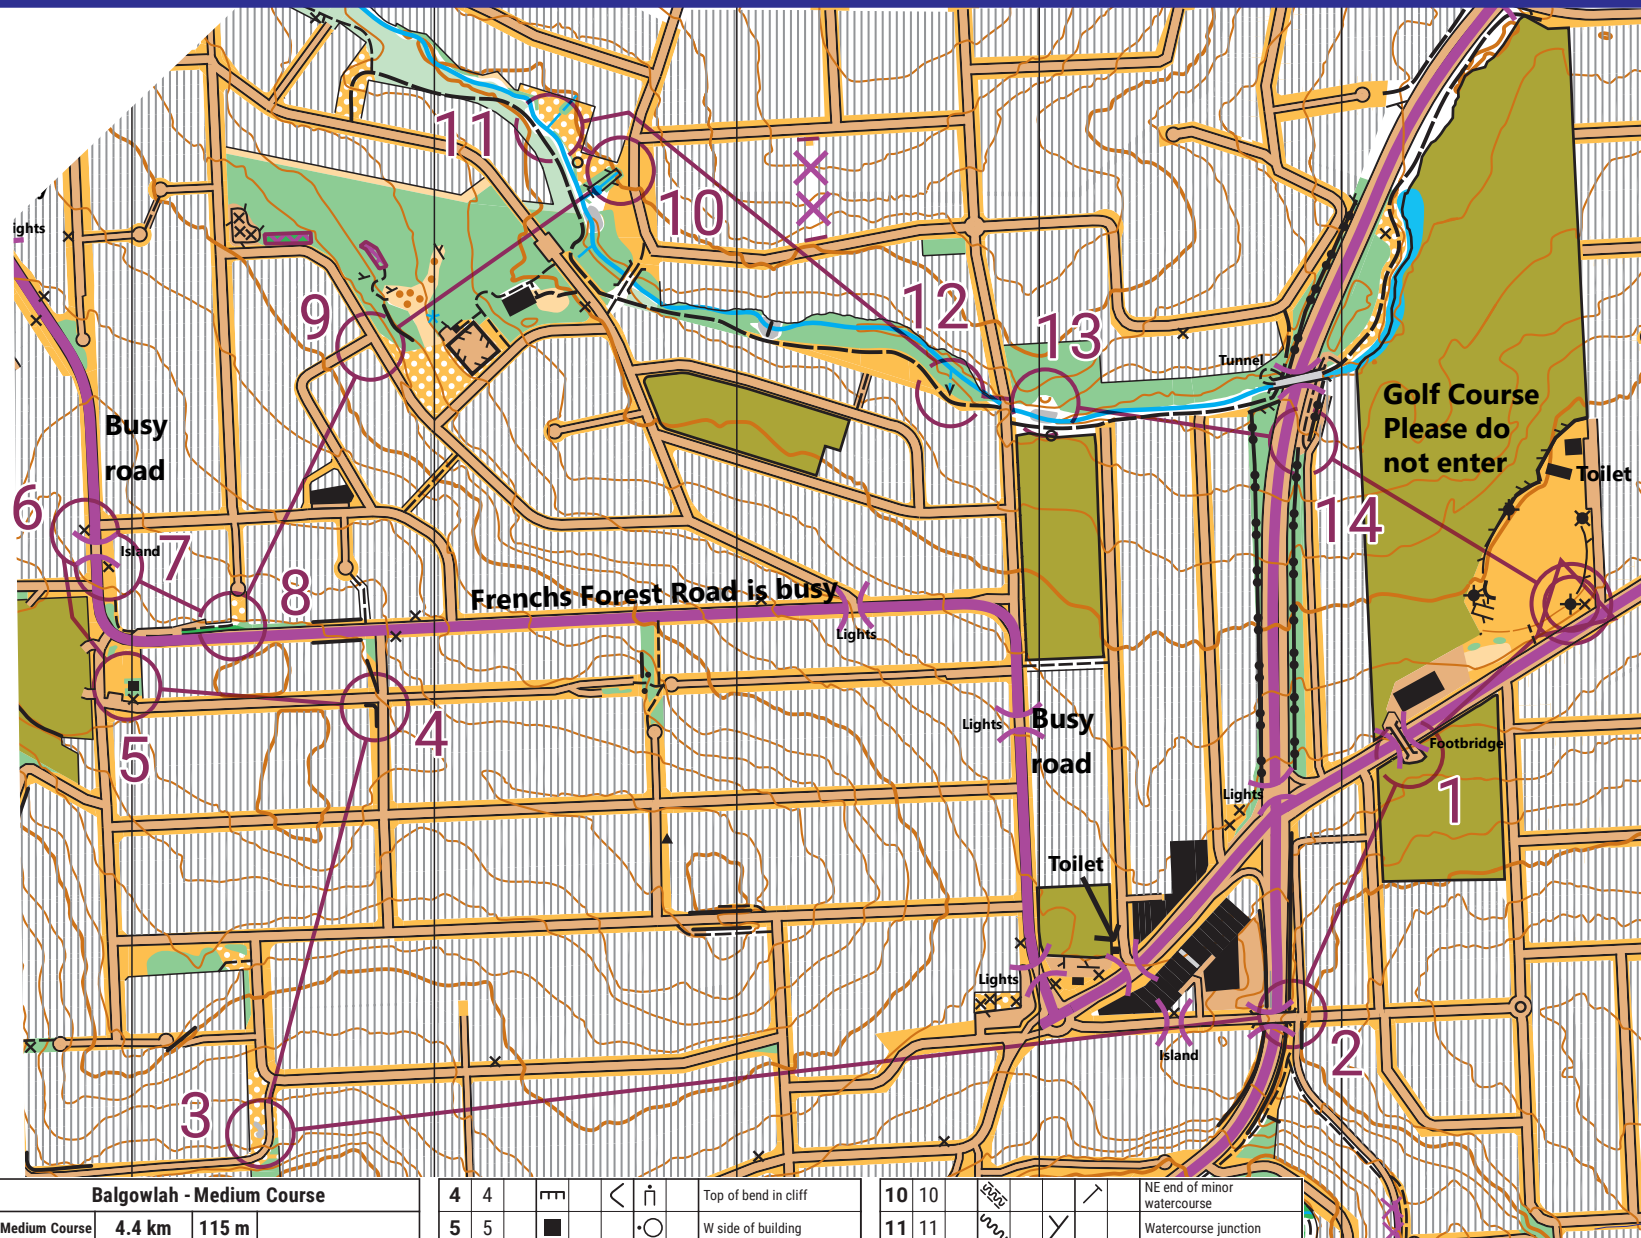 11
10
ights
9
12
13
Tunnel
Golf Course
Please do
not enter
Busy
road
Toilet
6
14
Island
7
8
Frenchs Forest Road is busy
Lights
4
Lights
Busy
road
5
Footbridge
Lights
1
Toilet
Lights
Island
2
3
Balgowlah - Medium Course
Medium Course 4.4 km 115 m
4 4 Top of bend in cliff
5 5 W side of building
10 10 NE end of minor
watercourse
11 11 Watercourse junction